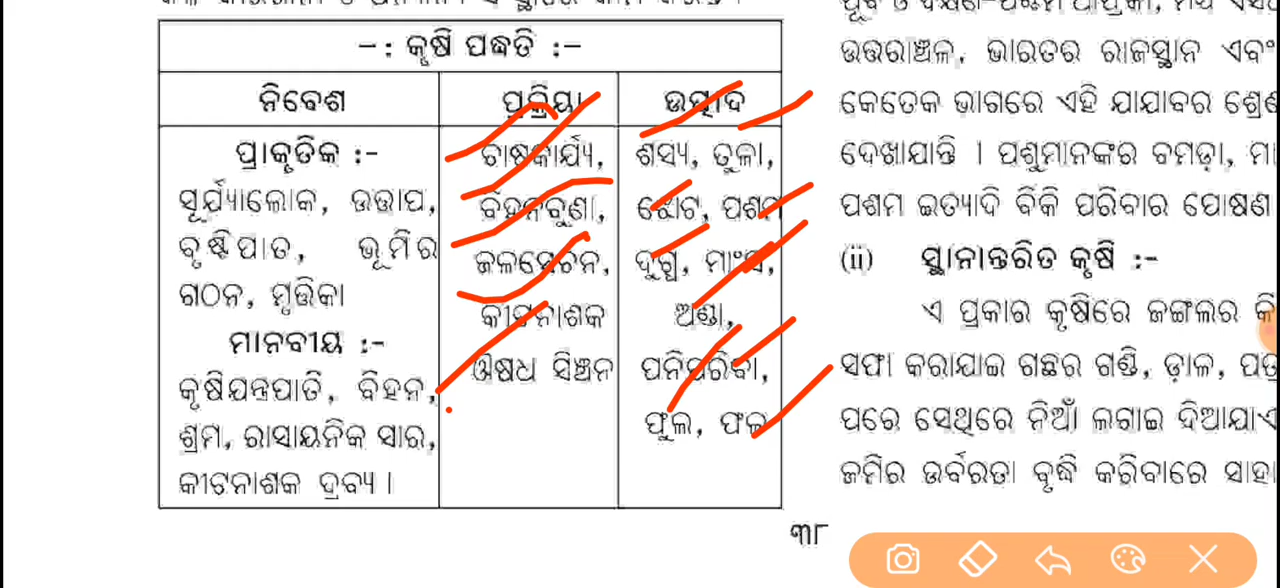 -: କୃଷି ପଦ୍ଧତି :-
ନିବେଶ
ପ୍ରକ୍ରିୟା
ଉତ୍ପାଦ
ପ୍ରାକୃତିକ :-
ସୂର୍ଯ୍ୟାଲୋକ, ଉତ୍ତାପ,
ବୃଷ୍ଟିପାତ, ଭୂମିର
ଗଠନ, ମୃତ୍ତିକା
ମାନବୀୟ :-
କୃଷିଯନ୍ତ୍ରପାତି, ବିହନ,
ଶ୍ରମ, ରାସାୟନିକ ସାର,
କୀଟନାଶକ ଦ୍ରବ୍ୟ।
ଚାଷକାର୍ଯ୍ୟ,
ବିହନବୁଣା,
ଜଳସେଚନ,
କୀଟନାଶକ
ଔଷଧ ସିଞ୍ଚନ
ଶସ୍ୟ, ତୁଳା,
ଝୋଟ, ପଶମ
ଦୁଗ୍ଧ, ମାଂସ,
ଅଣ୍ଡା,
ପନିପରିବା,
ଫୁଲ, ଫଳ
୩୮
ଉତ୍ତରାଞ୍ଚଳ, ଭାରତର ରାଜସ୍ଥାନ ଏବଂ
କେତେକ ଭାଗରେ ଏହି ଯାଯାବର
ଦେଖାଯାନ୍ତି । ପଶୁମାନଙ୍କର ଚମଡ଼ା,
ପଶମ ଇତ୍ୟାଦି ବିକି ପରିବାର ପୋଷଣ
(ii) ସ୍ଥାନାନ୍ତରିତ କୃଷି :-
ଏ ପ୍ରକାର କୃଷିରେ ଜଙ୍ଗଲର
ସଫା କରାଯାଇ ଗଛର ଗଣ୍ଡି, ଡ଼ାଳ,
ପରେ ସେଥିରେ ନିଆଁ ଲଗାଇ
ଜମିର ଉର୍ବରତା ବୃଦ୍ଧି କରିବାରେ